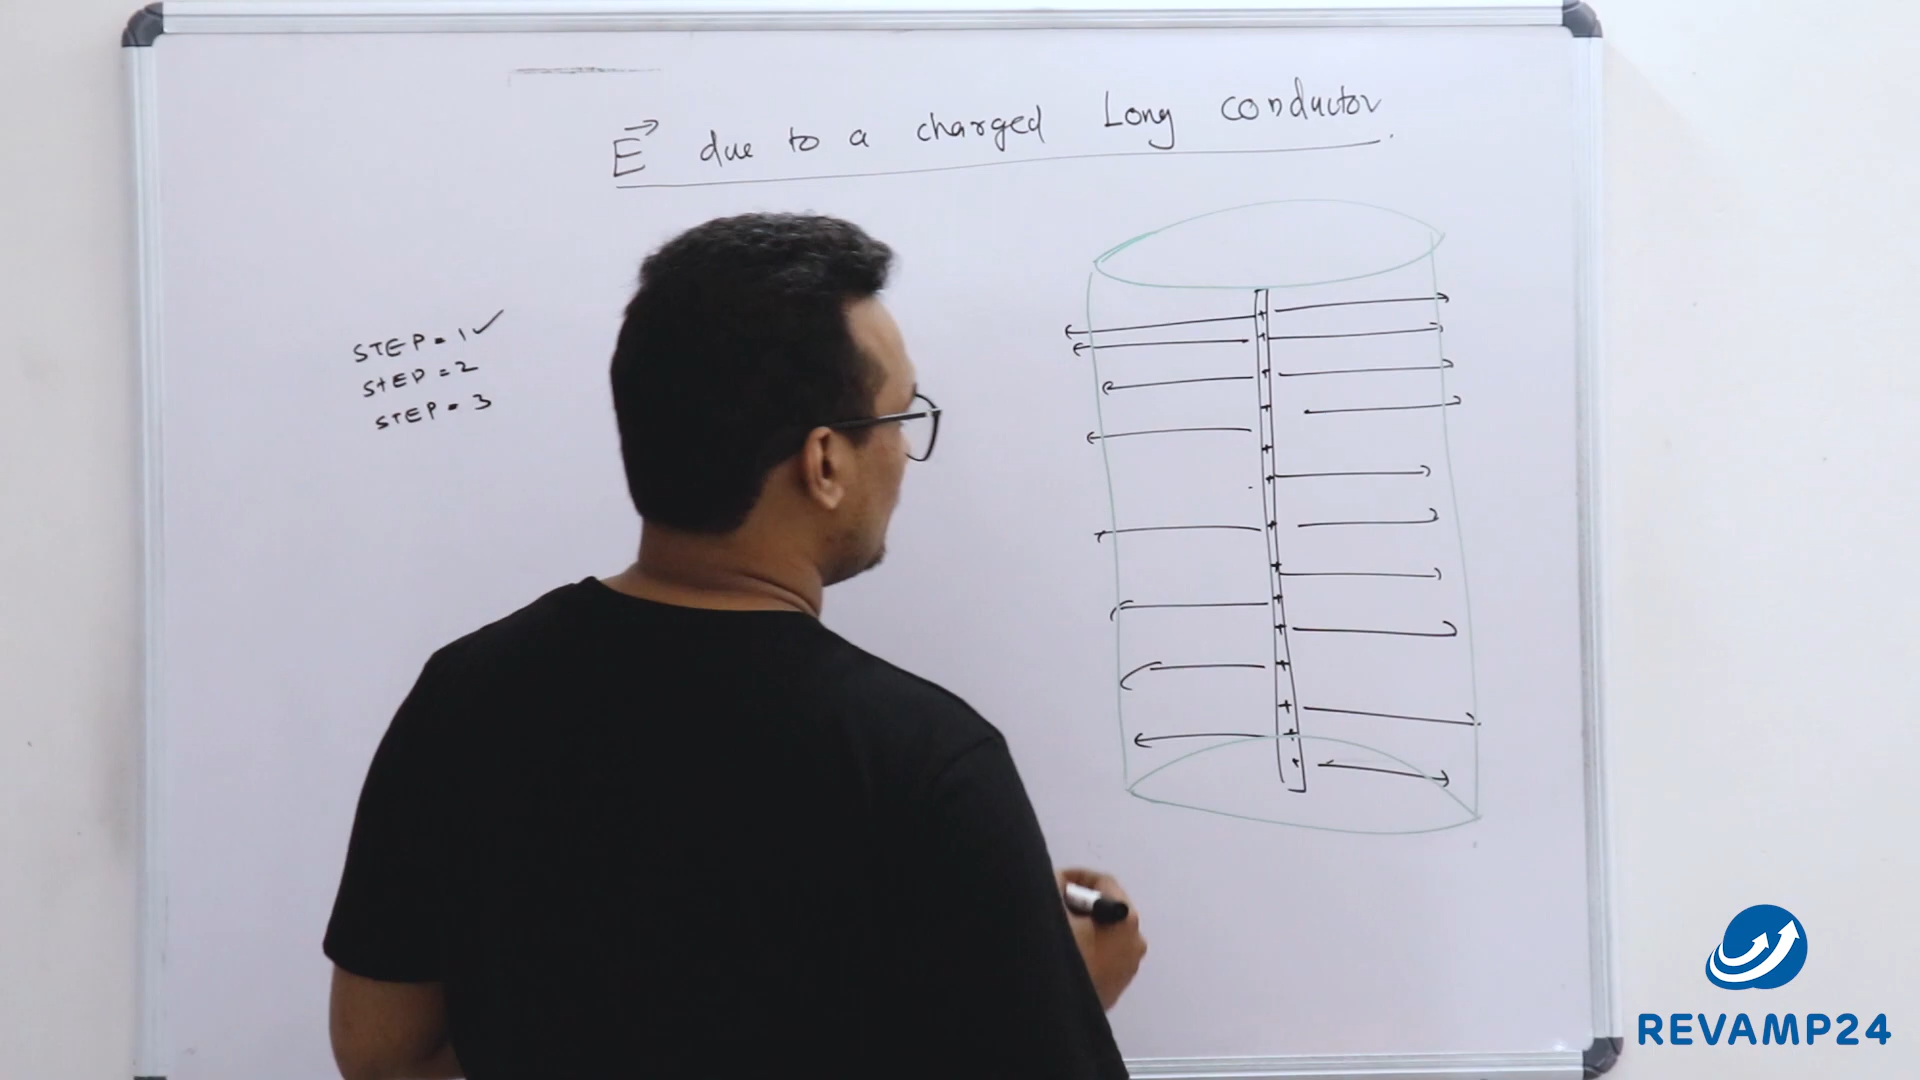 E due to a charged Long conductor.
STEP - 1 ✓
STEP = 2
STEP - 3
+ + + + + + + + + + + + + +
REVAMP24